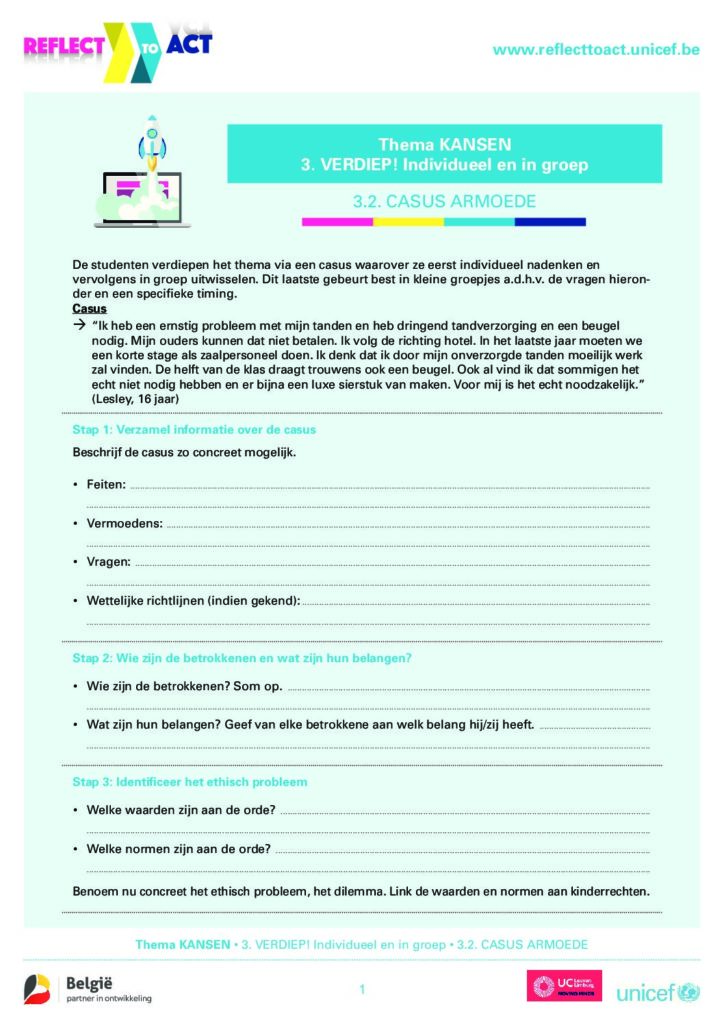 REFLECT TO ACT
www.reflecttoact.unicef.be
Thema KANSEN
3. VERDIEP! Individueel en in groep
3.2. CASUS ARMOEDE
De studenten verdiepen het thema via een casus waarover ze eerst individueel nadenken en
vervolgens in groep uitwisselen. Dit laatste gebeurt best in kleine groepjes a.d.h.v. de vragen hieron-
der en een specifieke timing.
Casus
→ “Ik heb een ernstig probleem met mijn tanden en heb dringend tandverzorging en een beugel
nodig. Mijn ouders kunnen dat niet betalen. Ik volg de richting hotel. In het laatste jaar moeten we
een korte stage als zaalpersoneel doen. Ik denk dat ik door mijn onverzorgde tanden moeilijk werk
zal vinden. De helft van de klas draagt trouwens ook een beugel. Ook al vind ik dat sommigen het
echt niet nodig hebben en er bijna een luxe sierstuk van maken. Voor mij is het echt noodzakelijk.”
(Lesley, 16 jaar)
Stap 1: Verzamel informatie over de casus
Beschrijf de casus zo concreet mogelijk.
• Feiten:
• Vermoedens:
• Vragen:
• Wettelijke richtlijnen (indien gekend):
Stap 2: Wie zijn de betrokkenen en wat zijn hun belangen?
• Wie zijn de betrokkenen? Som op.
• Wat zijn hun belangen? Geef van elke betrokkene aan welk belang hij/zij heeft.
Stap 3: Identificeer het ethisch probleem
• Welke waarden zijn aan de orde?
• Welke normen zijn aan de orde?
Benoem nu concreet het ethisch probleem, het dilemma. Link de waarden en normen aan kinderrechten.
Thema KANSEN • 3. VERDIEP! Individueel en in groep • 3.2. CASUS ARMOEDE
België
partner in ontwikkeling
1
UC Leuven
Limburg
unicef